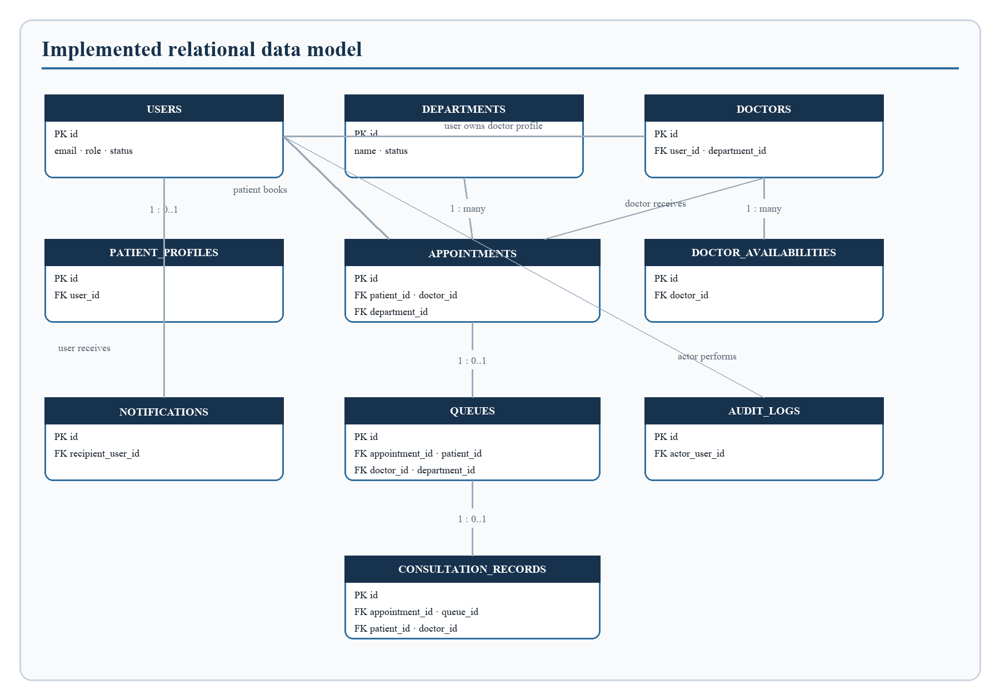 Implemented relational data model
USERS
PK id
email · role · status
DEPARTMENTS
user owns doctor profile
PK id
name · status
DOCTORS
PK id
FK user_id · department_id
patient books
1 : 0..1
1 : many
doctor receives
1 : many
PATIENT_PROFILES
PK id
FK user_id
APPOINTMENTS
PK id
FK patient_id · doctor_id
FK department_id
DOCTOR_AVAILABILITIES
PK id
FK doctor_id
user receives
1 : 0..1
actor performs
NOTIFICATIONS
PK id
FK recipient_user_id
QUEUES
PK id
FK appointment_id · patient_id
FK doctor_id · department_id
AUDIT_LOGS
PK id
FK actor_user_id
1 : 0..1
CONSULTATION_RECORDS
PK id
FK appointment_id · queue_id
FK patient_id · doctor_id